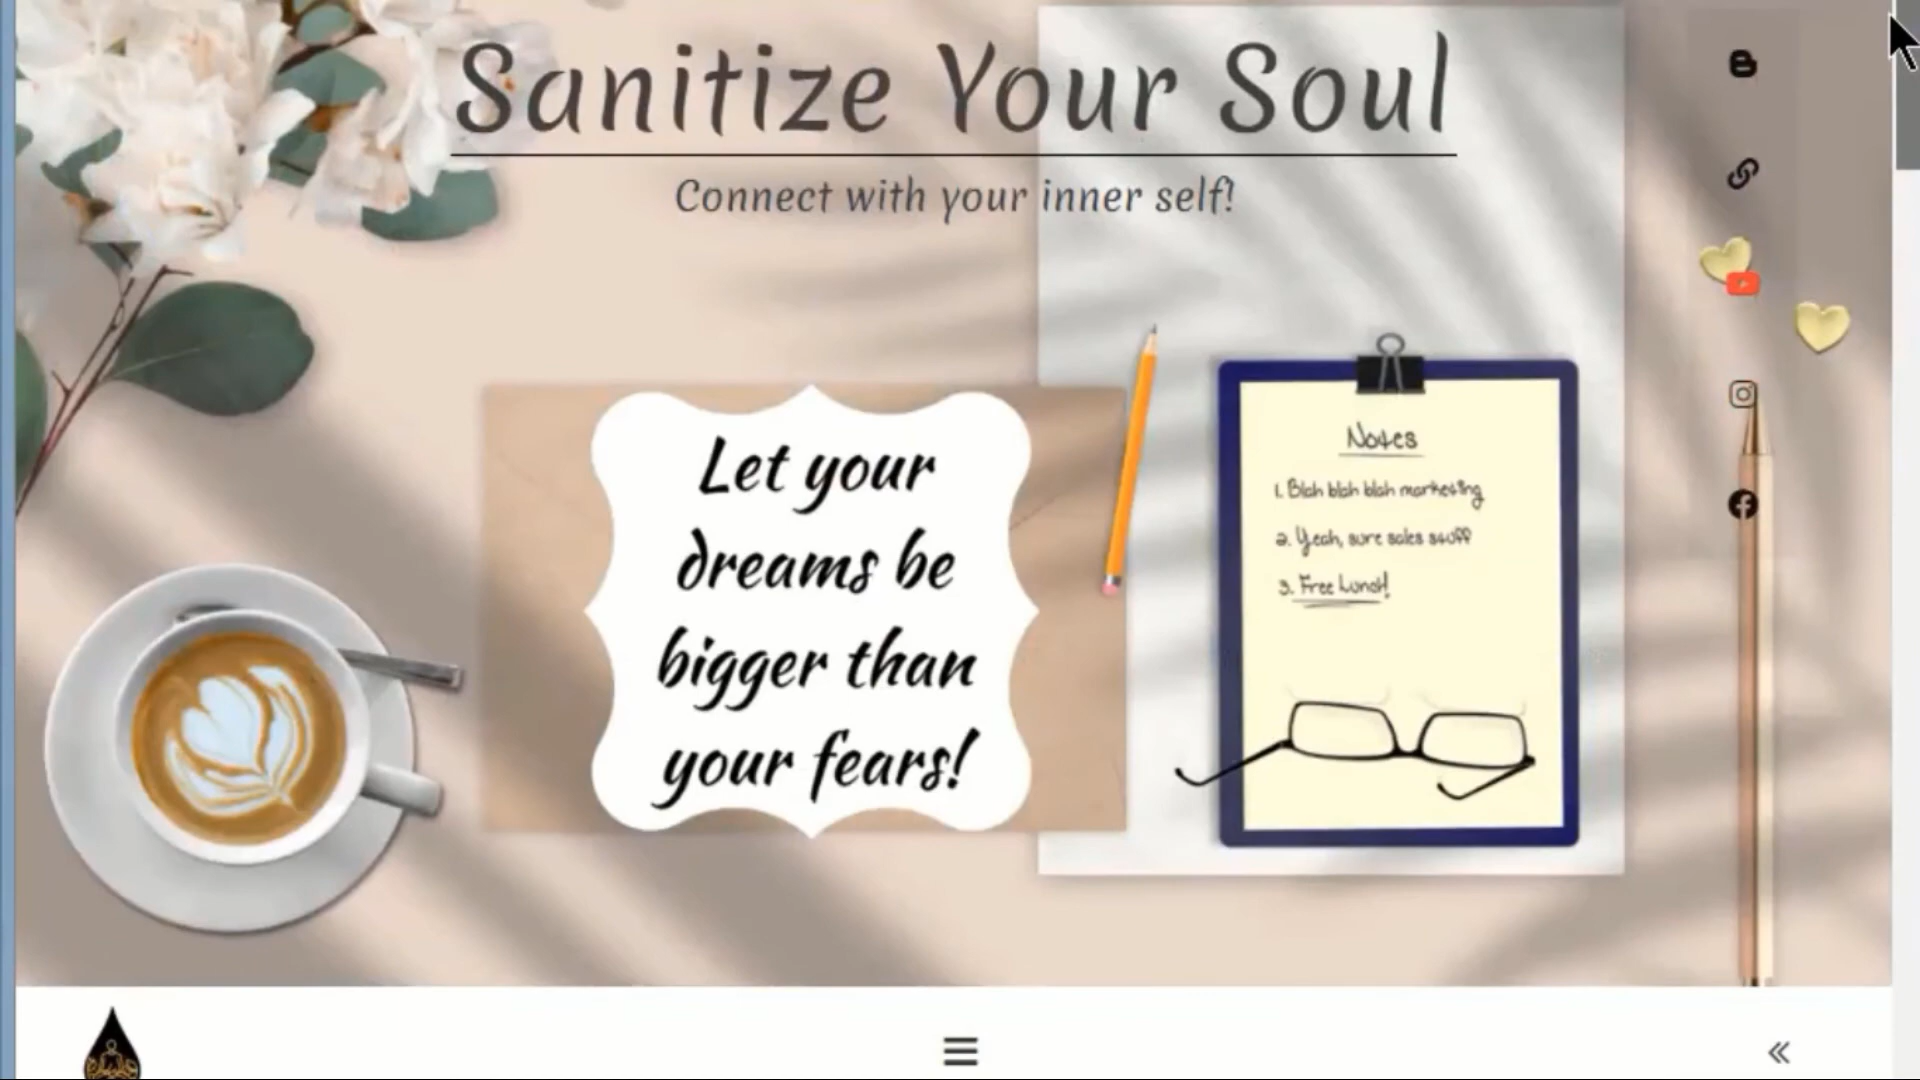 Sanitize Your Soul
Connect with your inner self!
Let your
dreams be
bigger than
your fears!
Notes
1. Blah blah blah marketing
2. Yeah, sure sales stuff
3. Free Lunch!